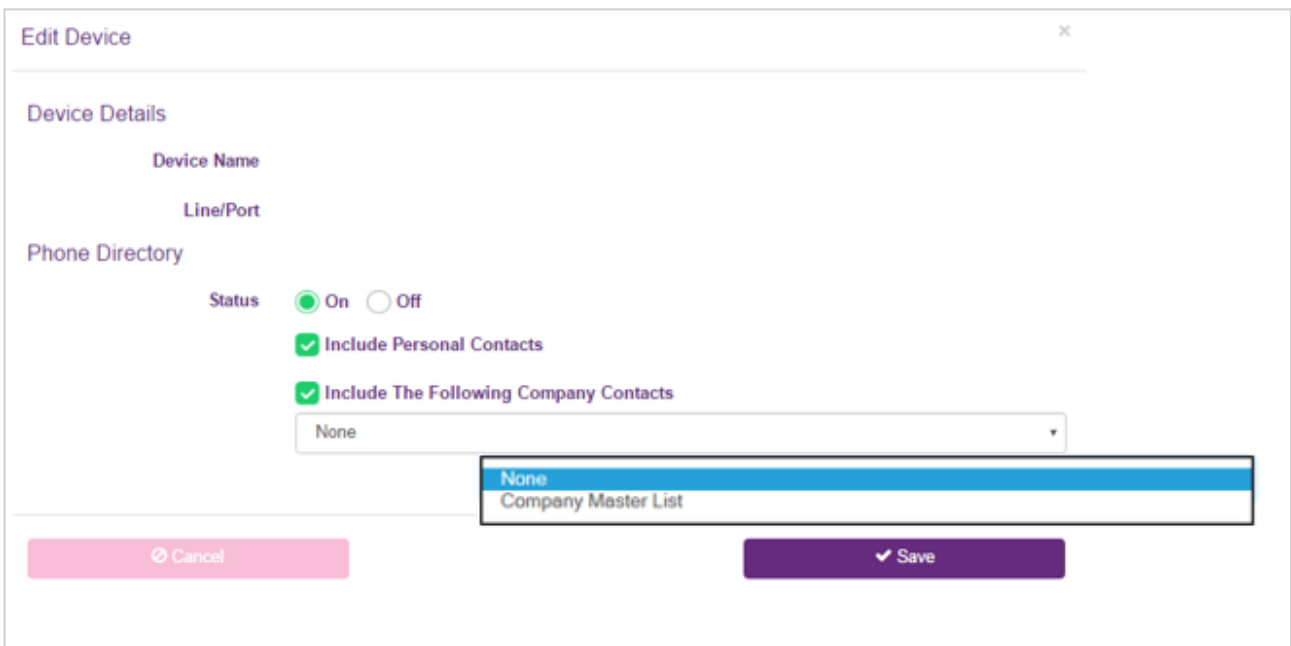 Edit Device
×
Device Details
Device Name
Line/Port
Phone Directory
Status On Off
Include Personal Contacts
Include The Following Company Contacts
None
None
Company Master List
Cancel Save